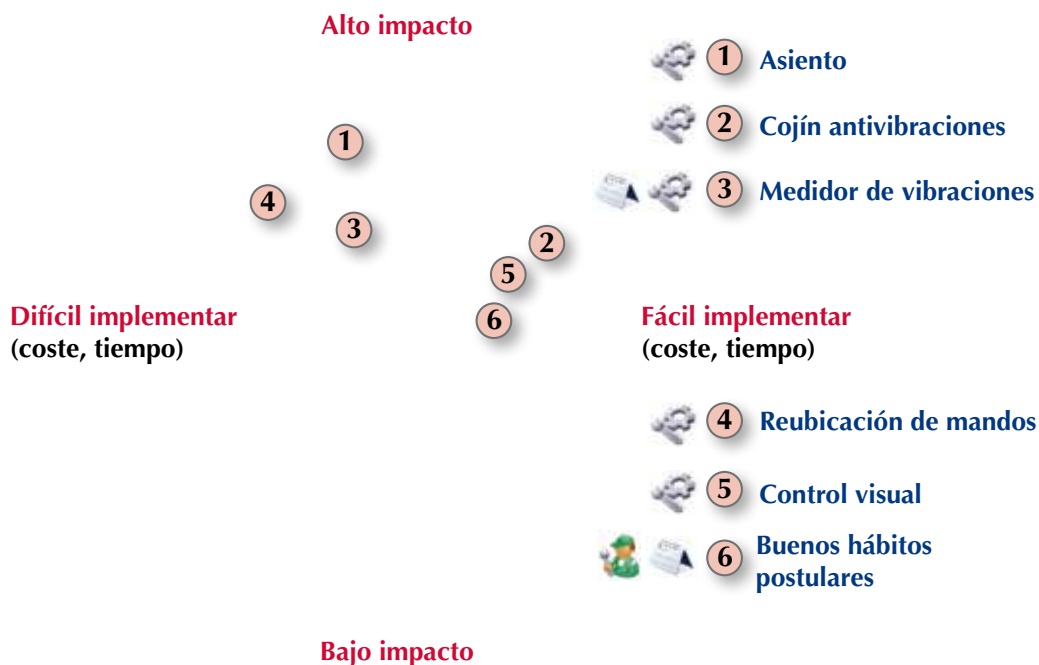 Alto impacto
1 Asiento
2 Cojín antivibraciones
3 Medidor de vibraciones
1
4
3
2
5
6
Difícil implementar
(coste, tiempo)
Fácil implementar
(coste, tiempo)
4 Reubicación de mandos
5 Control visual
6 Buenos hábitos
postulares
Bajo impacto